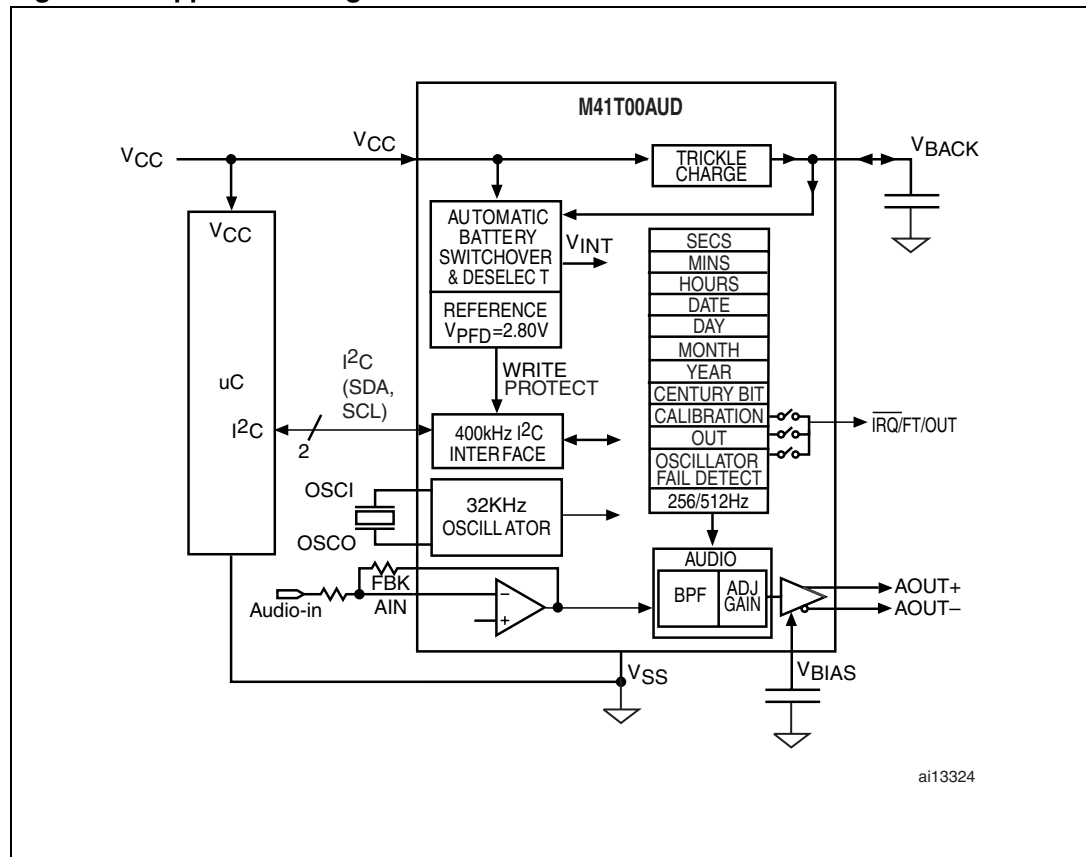 M41T00AUD
VCC
VCC
VBACK
TRICKLE
CHARGE
VCC
AUTOMATIC
BATTERY
SWITCHOVER
& DESELECT
VINT
REFERENCE
VPFD=2.80V
SECS
MINS
HOURS
DATE
DAY
MONTH
YEAR
CENTURY BIT
CALIBRATION
OUT
OSCILLATOR
FAIL DETECT
256/512Hz
IRQ/FT/OUT
WRITE
PROTECT
uC
I2C
I2C
(SDA,
SCL)
2
400kHz I2C
INTERFACE
OSCI
OSCO
32KHz
OSCILLATOR
AUDIO
BPF
ADJ
GAIN
AOUT+
AOUT–
Audio-in
FBK
AIN
–
+
VSS
VBIAS
ai13324